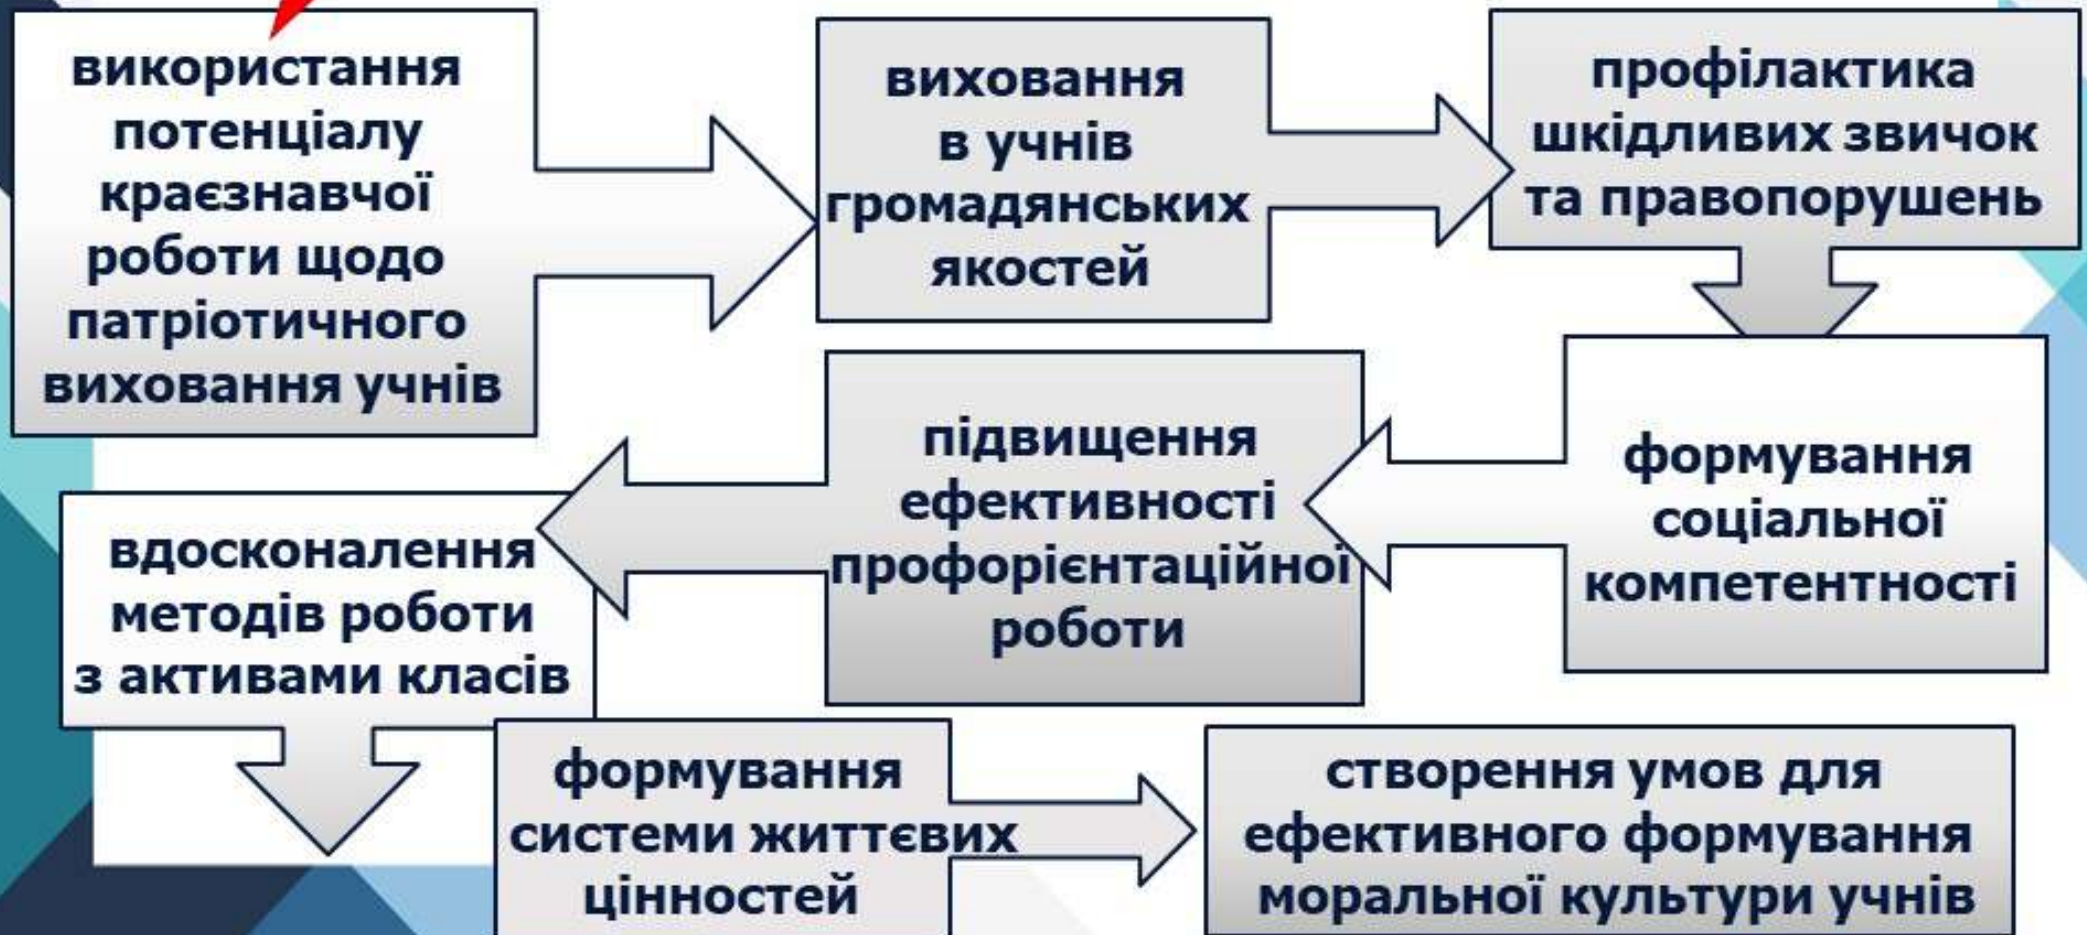 використання
потенціалу
краєзнавчої
роботи щодо
патріотичного
виховання учнів
виховання
в учнів
громадянських
якостей
профілактика
шкідливих звичок
та правопорушень
формування
соціальної
компетентності
підвищення
ефективності
профорієнтаційної
роботи
вдосконалення
методів роботи
з активами класів
формування
системи життєвих
цінностей
створення умов для
ефективного формування
моральної культури учнів